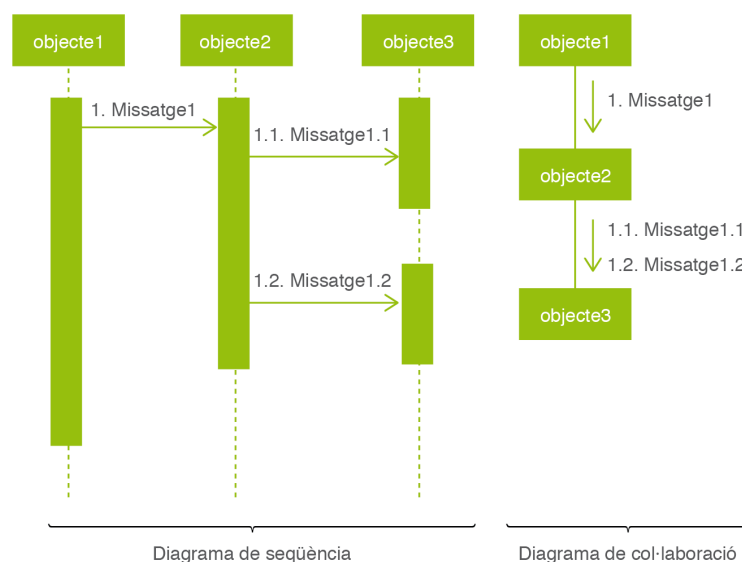 objecte1
objecte2
objecte3
1. Missatge1
1.1. Missatge1.1
1.2. Missatge1.2
Diagrama de seqüència
objecte1
1. Missatge1
objecte2
1.1. Missatge1.1
1.2. Missatge1.2
objecte3
Diagrama de col·laboració